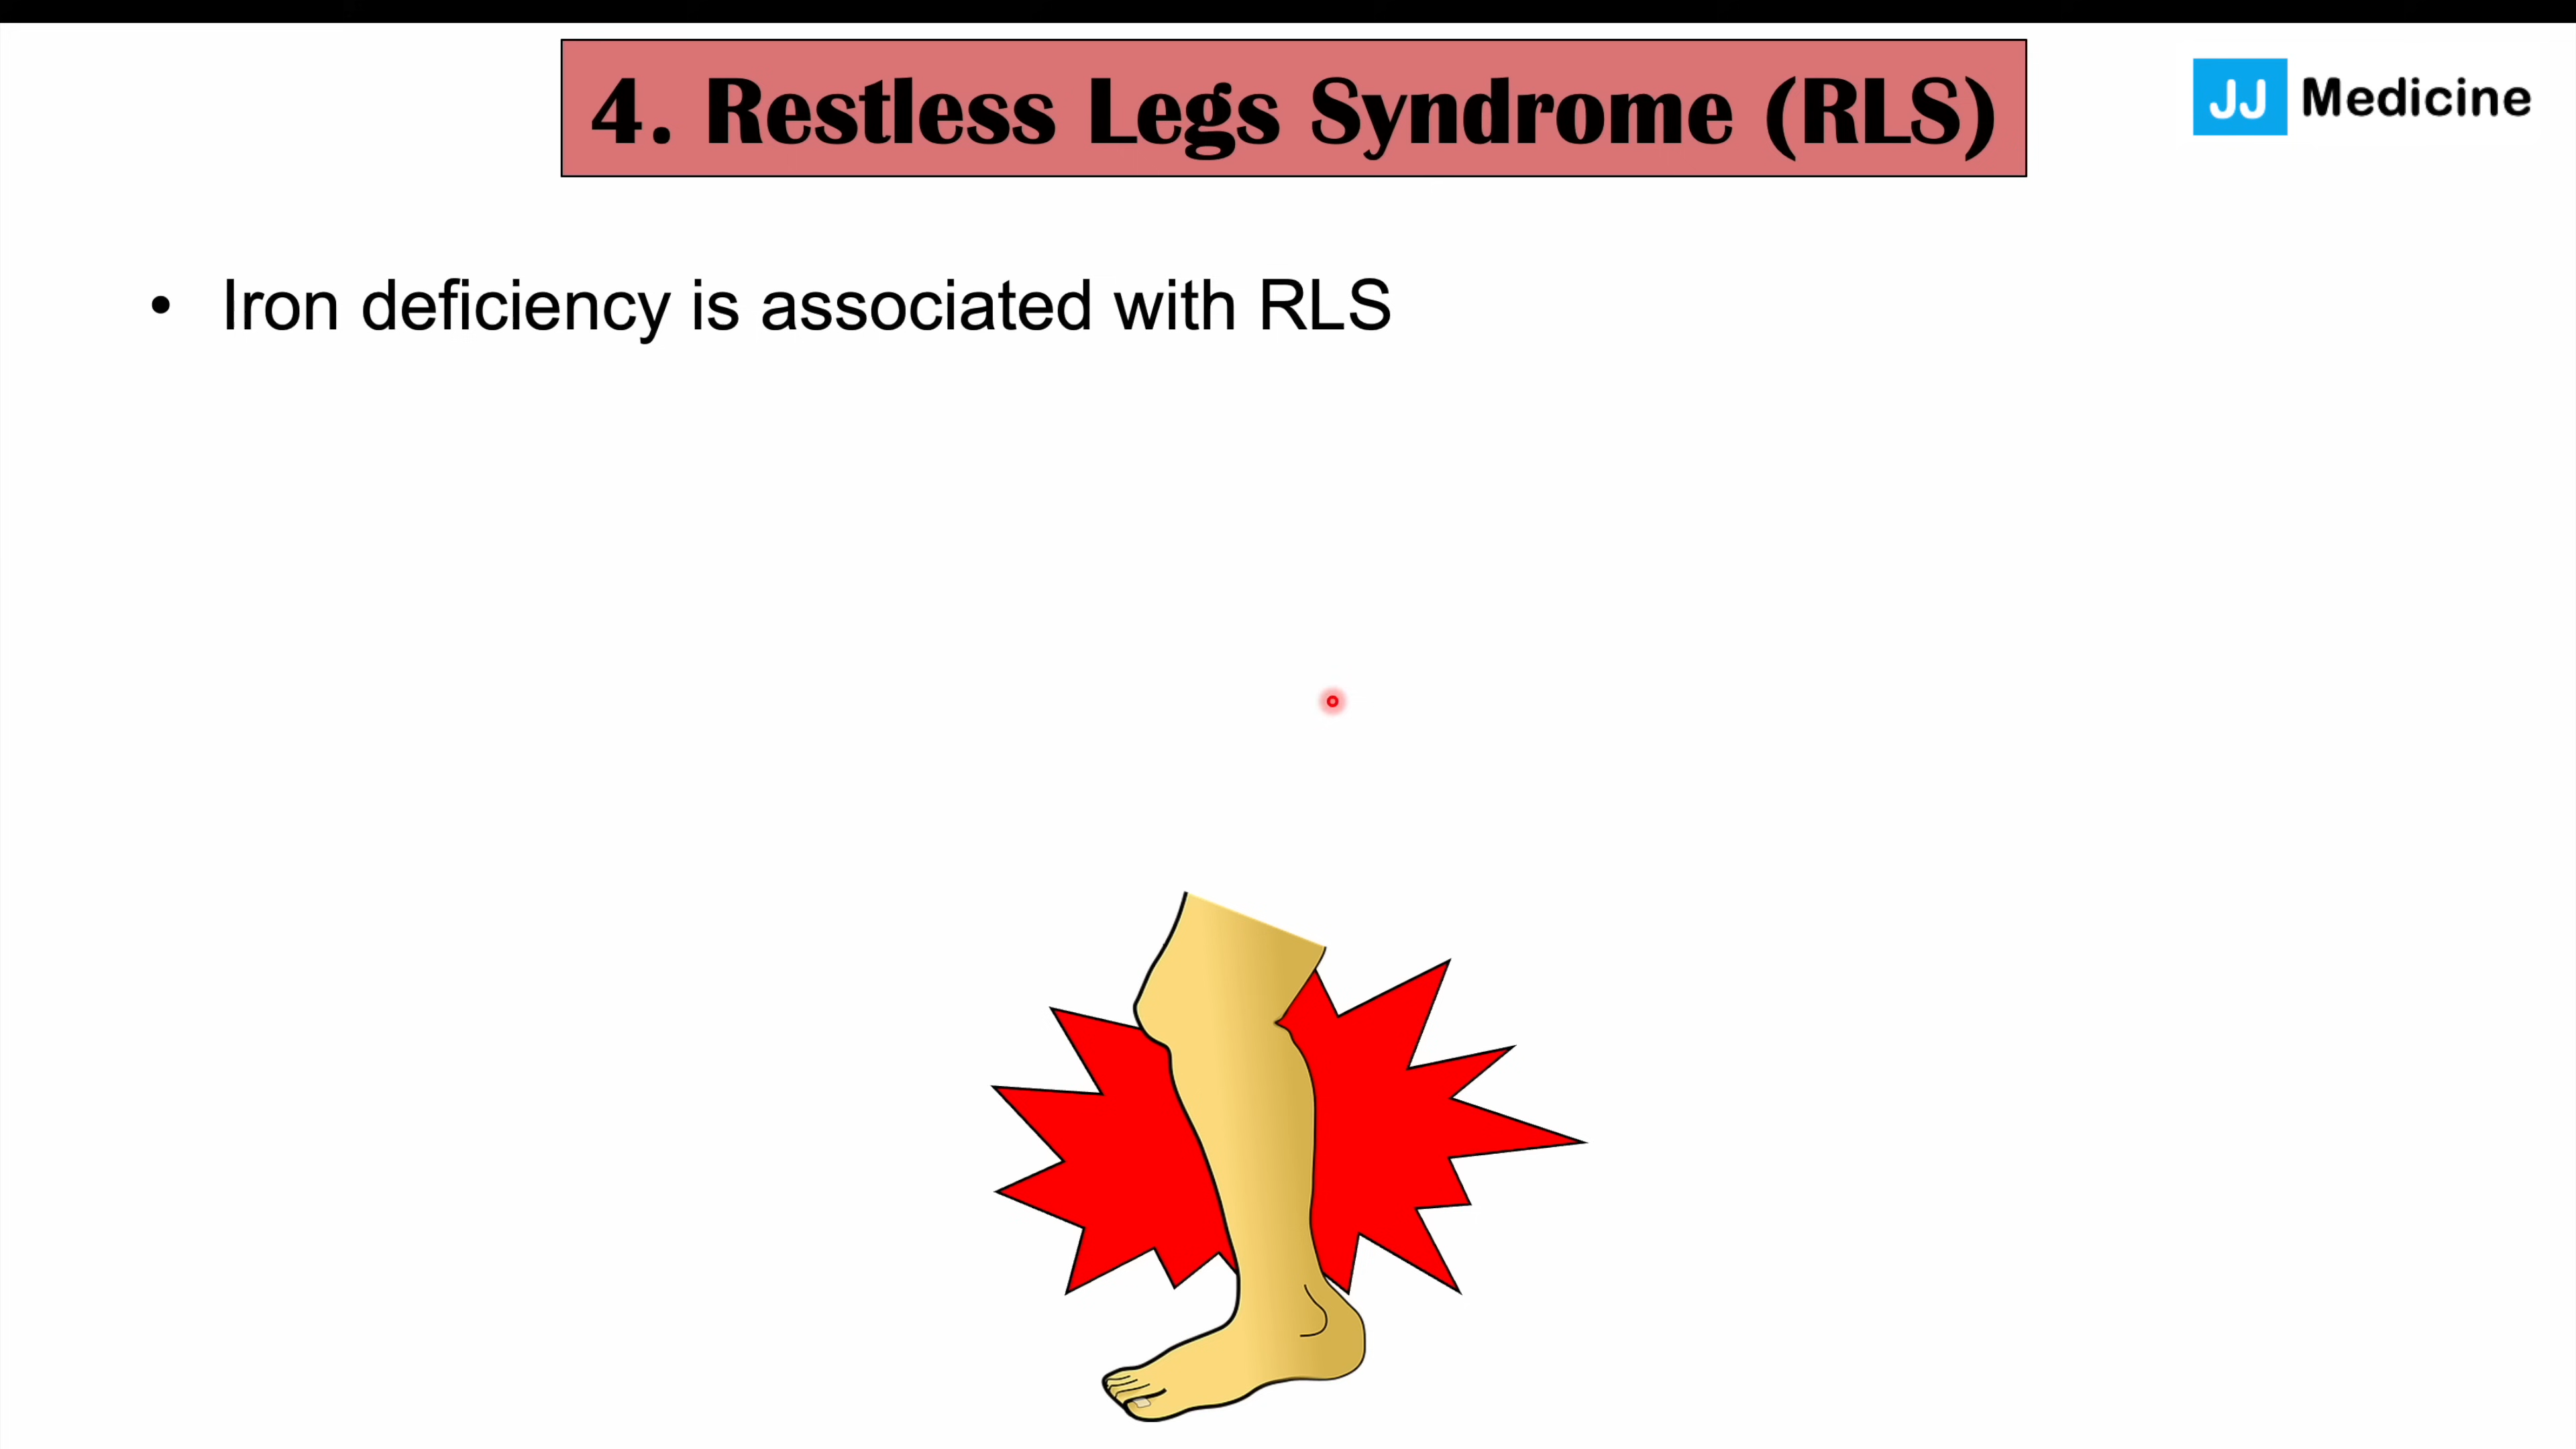 4. Restless Legs Syndrome (RLS)
JJ Medicine
• Iron deficiency is associated with RLS